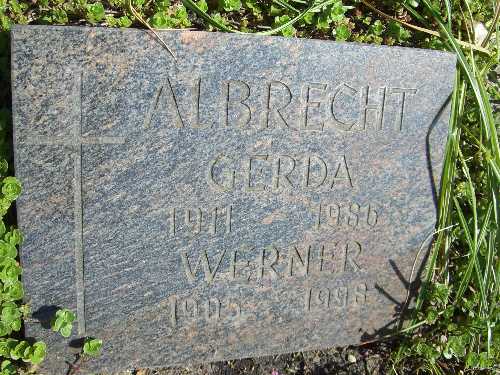 ALBRECHT
GERDA
1911 - 1986
WERNER
1905 - 1998